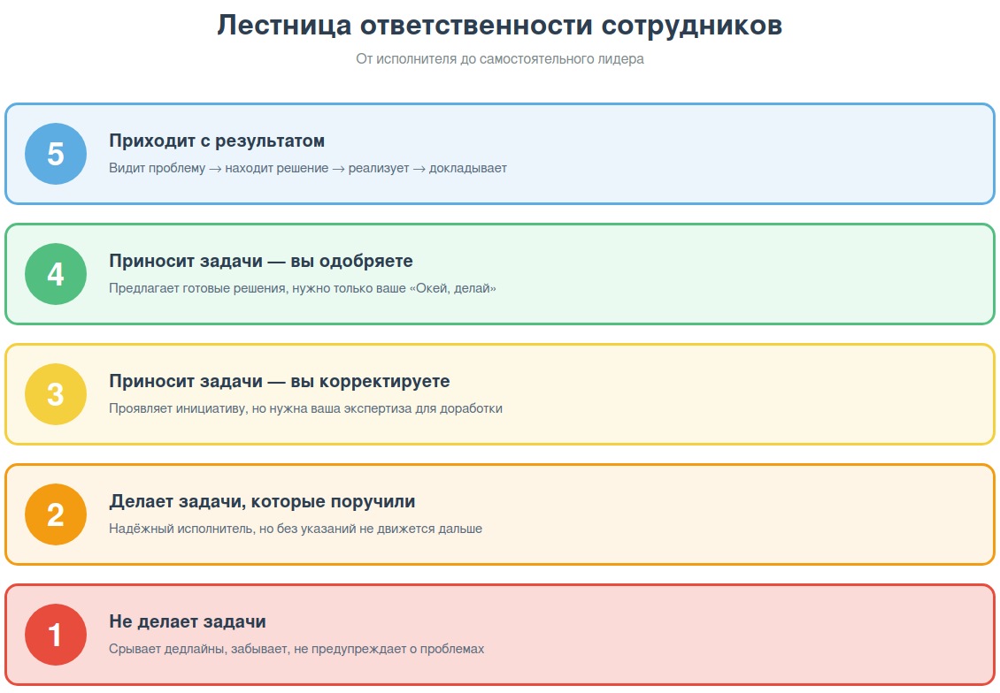 Лестница ответственности сотрудников
От исполнителя до самостоятельного лидера
5
Приходит с результатом
Видит проблему → находит решение → реализует → докладывает
4
Приносит задачи — вы одобряете
Предлагает готовые решения, нужно только ваше «Окей, делай»
3
Приносит задачи — вы корректируете
Проявляет инициативу, но нужна ваша экспертиза для доработки
2
Делает задачи, которые поручили
Надёжный исполнитель, но без указаний не движется дальше
1
Не делает задачи
Срывает дедлайны, забывает, не предупреждает о проблемах